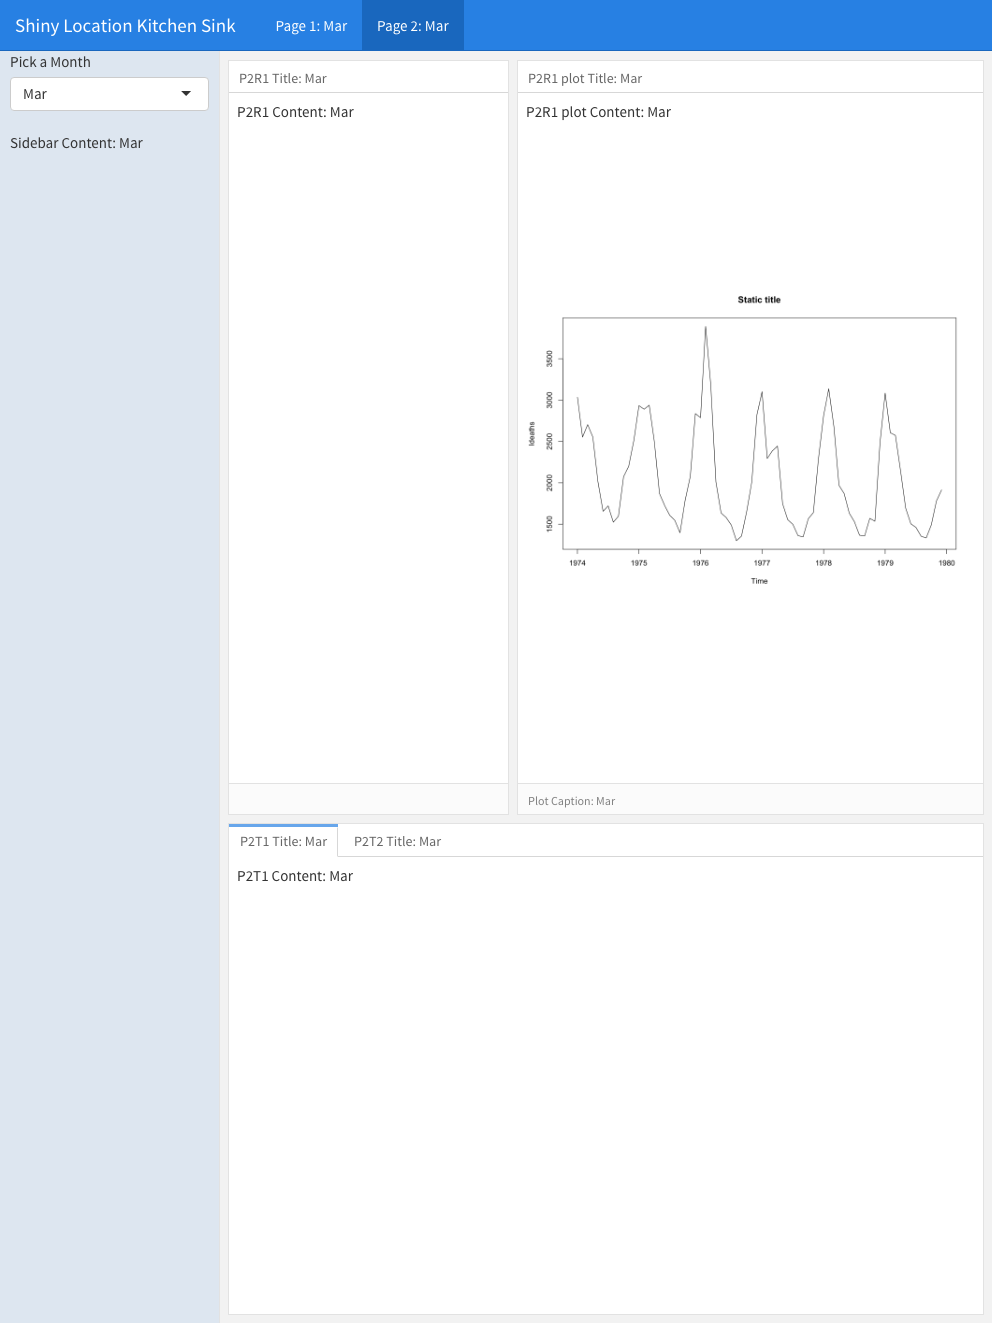 Shiny Location Kitchen Sink
Page 1: Mar
Page 2: Mar
Pick a Month
Mar
Sidebar Content: Mar
P2R1 Title: Mar
P2R1 Content: Mar
P2R1 plot Title: Mar
P2R1 plot Content: Mar
Static title
3500
3000
2500
2000
1500
ldeaths
1974 1975 1976 1977 1978 1979 1980
Time
Plot Caption: Mar
P2T1 Title: Mar
P2T2 Title: Mar
P2T1 Content: Mar